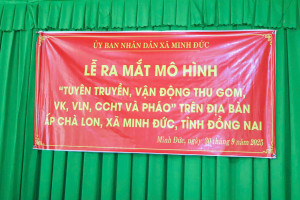 ỦY BAN NHÂN DÂN XÃ MINH ĐỨC
LỄ RA MẮT MÔ HÌNH
"TUYÊN TRUYỀN, VẬN ĐỘNG THU GOM,
VK, VLN, CCHT VÀ PHÁO" TRÊN ĐỊA BÀN
ẤP CHÀ LON, XÃ MINH ĐỨC, TỈNH ĐỒNG NAI
Minh Đức, ngày 20 tháng 8 năm 2025